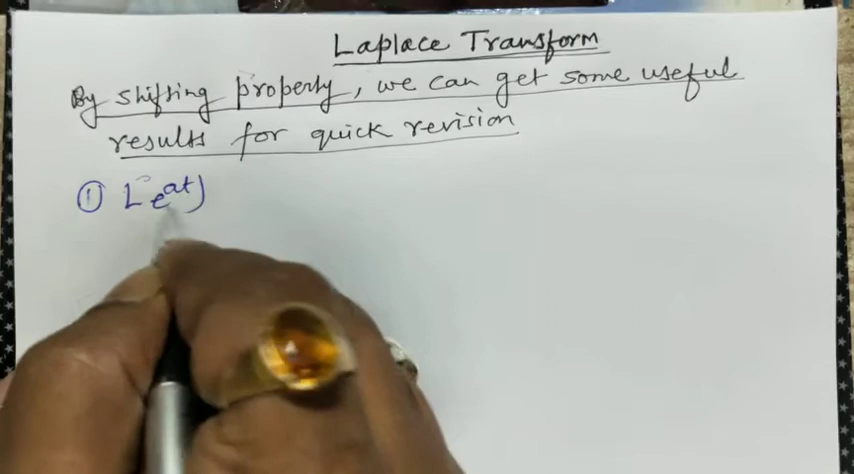 Laplace Transform
By shifting property, we can get some useful
results for quick revision
① L e^{at})